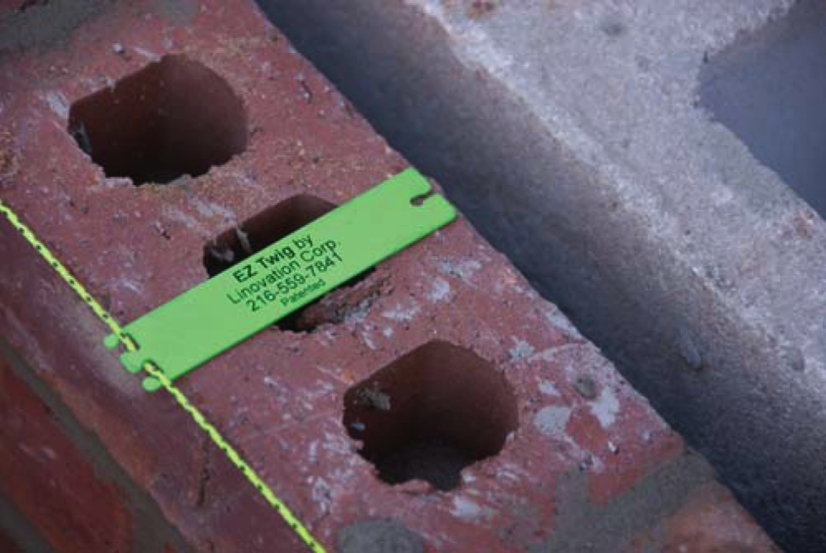 EZ Twig by
Linovation Corp.
216-559-7841
Patented